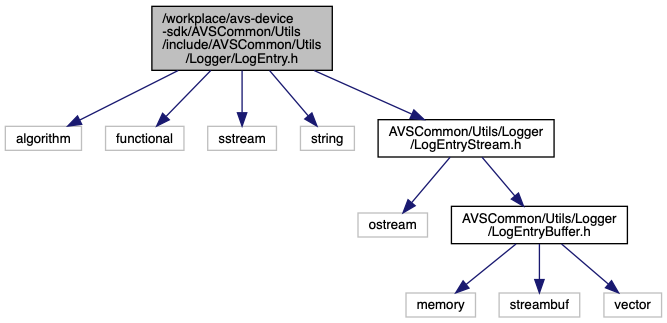 /workplace/avs-device
-sdk/AVSCommon/Utils
/include/AVSCommon/Utils
/Logger/LogEntry.h
algorithm
functional
sstream
string
AVSCommon/Utils/Logger
/LogEntryStream.h
ostream
AVSCommon/Utils/Logger
/LogEntryBuffer.h
memory
streambuf
vector